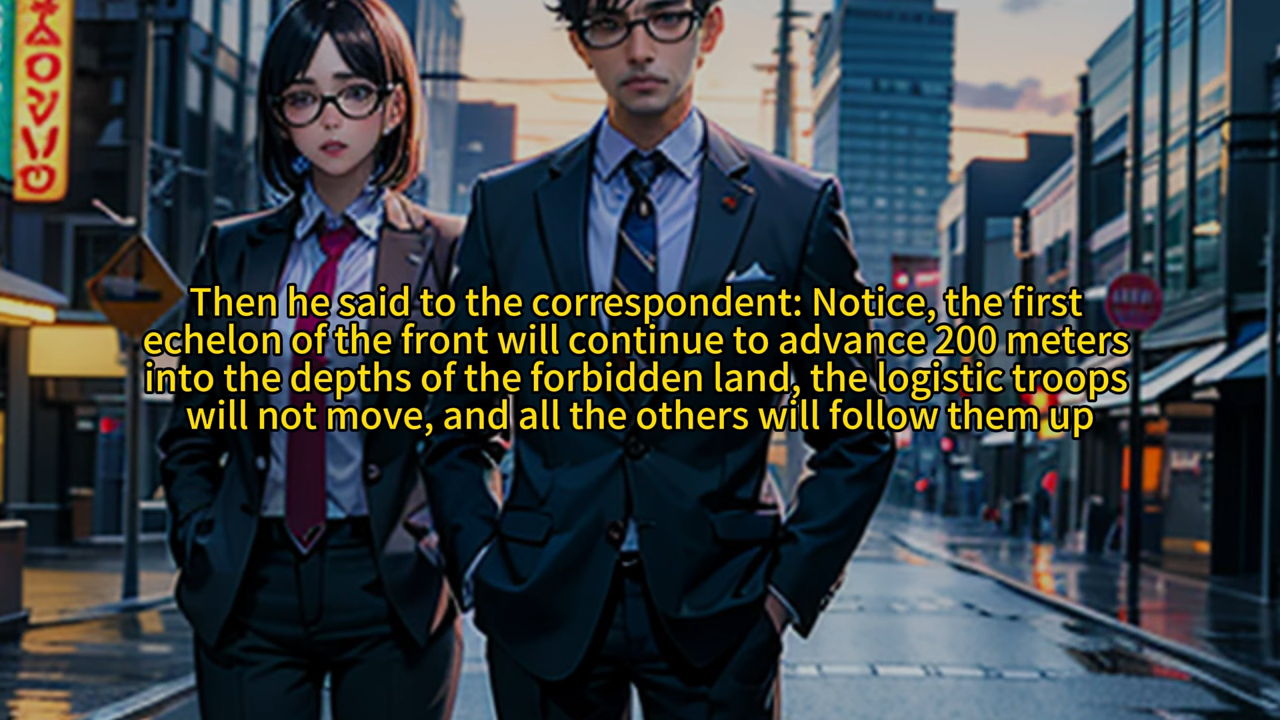 Then he said to the correspondent: Notice, the first
echelon of the front will continue to advance 200 meters
into the depths of the forbidden land, the logistic troops
will not move, and all the others will follow them up